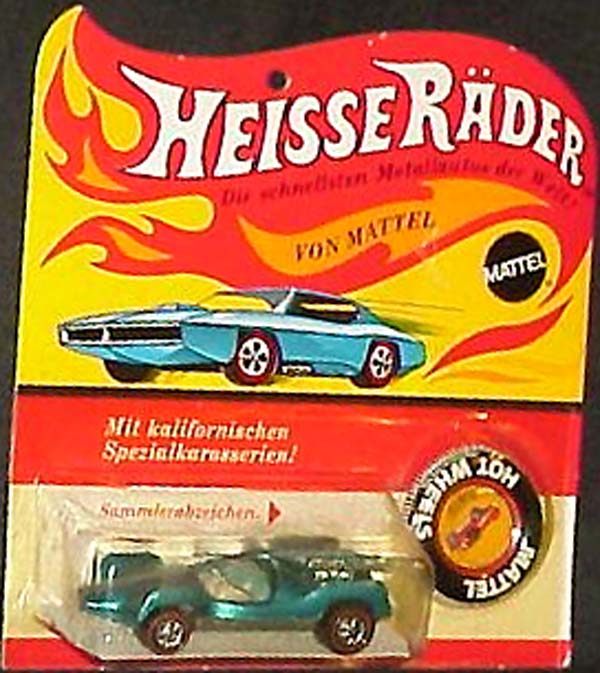 HEISSE RÄDER
Die schnellsten Metallautos der Welt!
VON MATTEL
MATTEL
Mit kalifornischen
Spezialkarosserien!
Sammlerabzeichen.
HOT WHEELS
MATTEL